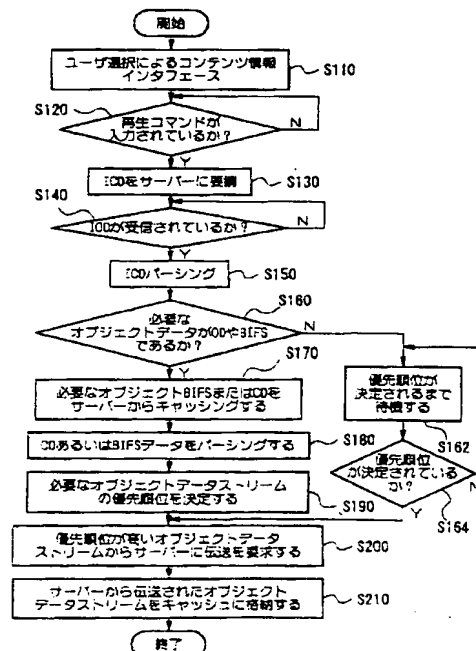 開始
ユーザ選択によるコンテンツ情報
インタフェース
S110
S120
再生コマンドが
入力されているか?
N
Y
IODをサーバーに要請
S130
S140
IODが受信されているか?
N
Y
IODパーシング
S150
S160
必要な
オブジェクトデータがODやBIFS
であるか?
N
Y
S170
必要なオブジェクトBIFSまたはODを
サーバーからキャッシングする
優先順位が
決定されるまで
待機する
S162
ODあるいはBIFSデータをパーシングする
S180
優先順位
が決定されている
か?
N
S164
Y
必要なオブジェクトデータストリーム
の優先順位を決定する
S190
優先順位が高いオブジェクトデータ
ストリームからサーバーに伝送を要求する
S200
サーバーから伝送されたオブジェクト
データストリームをキャッシュに格納する
S210
終了